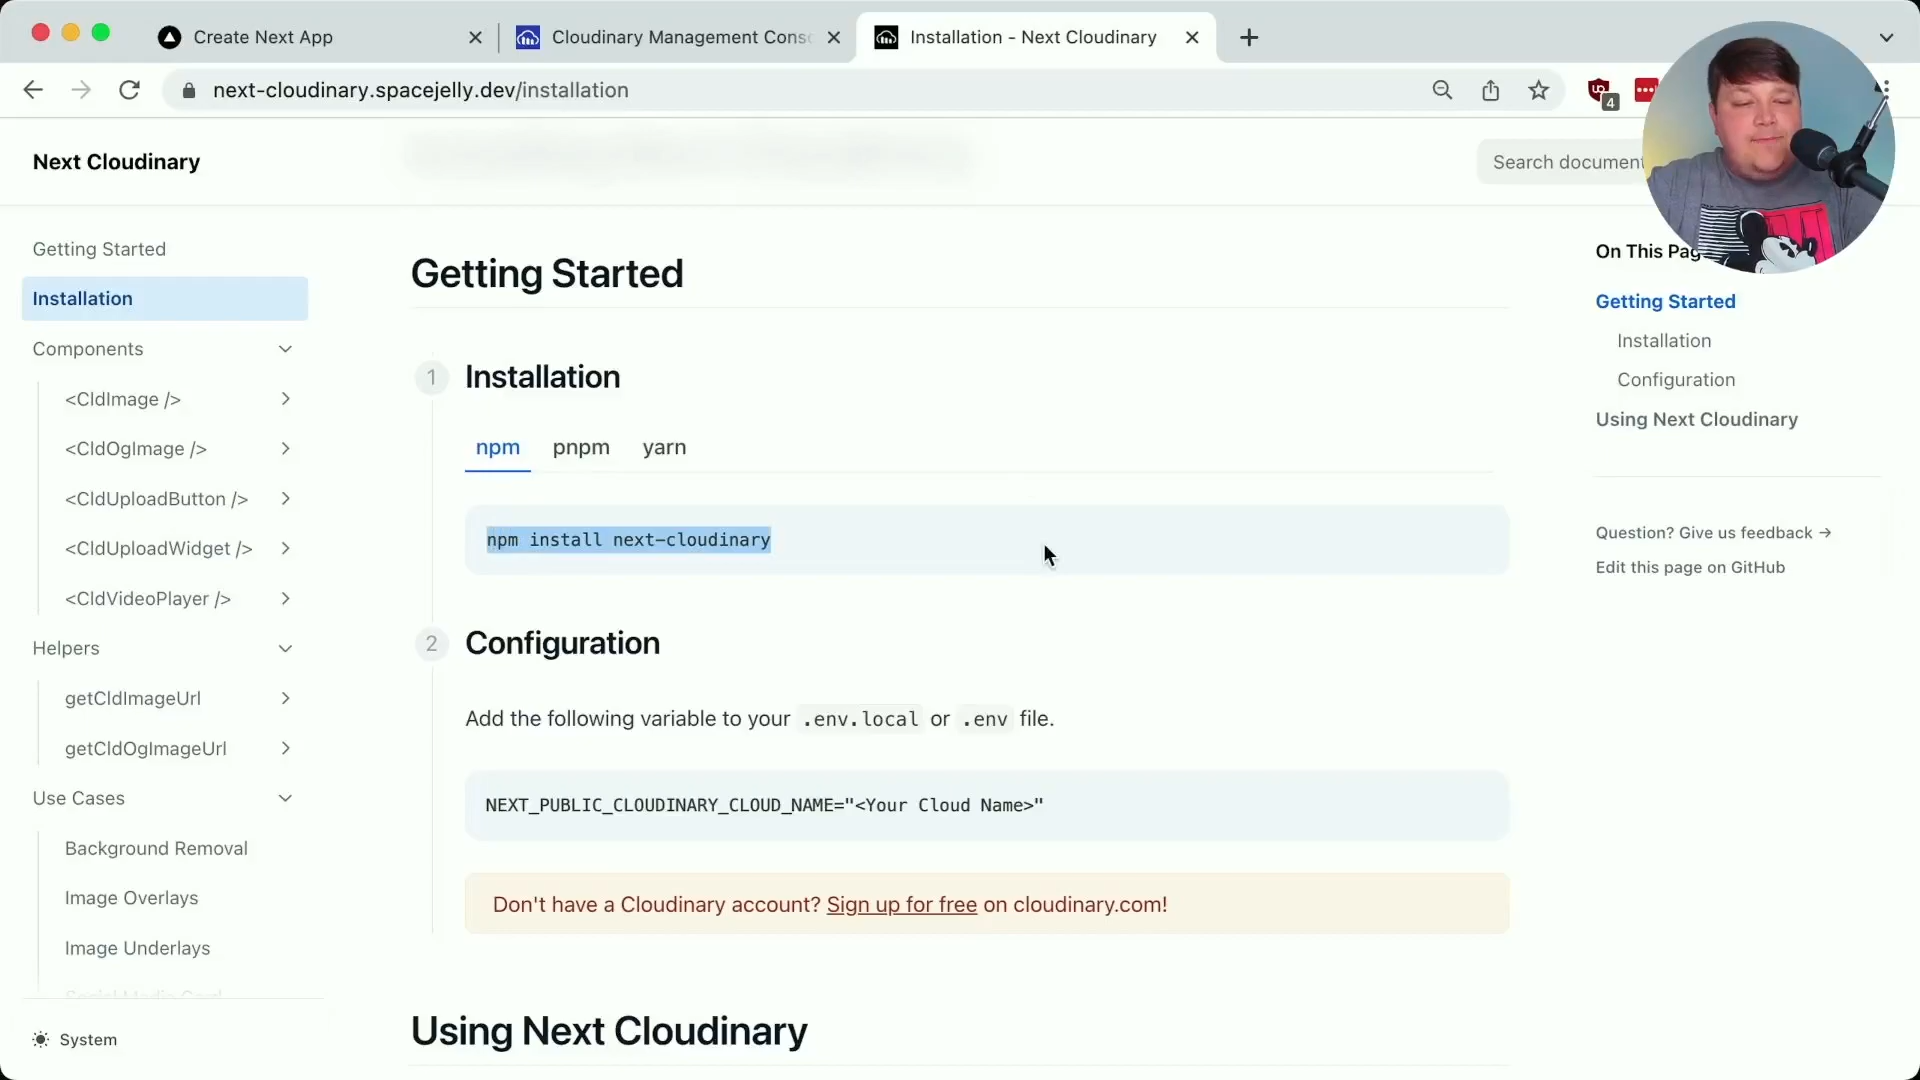 Create Next App
Cloudinary Management Conso
Installation - Next Cloudinary
next-cloudinary.spacejelly.dev/installation
4
Next Cloudinary
Search document
Getting Started
Installation
Components
<CldImage />
<CldOgImage />
<CldUploadButton />
<CldUploadWidget />
<CldVideoPlayer />
Helpers
getCldImageUrl
getCldOgImageUrl
Use Cases
Background Removal
Image Overlays
Image Underlays
System
Getting Started
1 Installation
npm pnpm yarn
npm install next-cloudinary
2 Configuration
Add the following variable to your .env.local or .env file.
NEXT_PUBLIC_CLOUDINARY_CLOUD_NAME="<Your Cloud Name>"
Don't have a Cloudinary account? Sign up for free on cloudinary.com!
Using Next Cloudinary
On This Pag
Getting Started
Installation
Configuration
Using Next Cloudinary
Question? Give us feedback →
Edit this page on GitHub